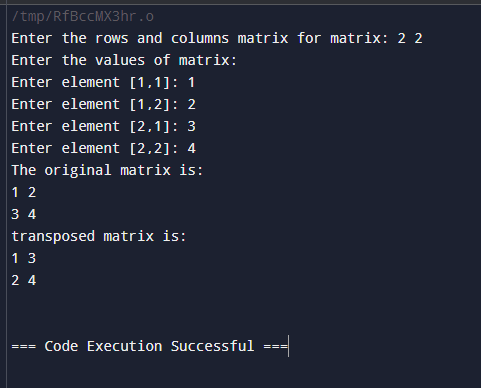 /tmp/RfBccMX3hr.o
Enter the rows and columns matrix for matrix: 2 2
Enter the values of matrix:
Enter element [1,1]: 1
Enter element [1,2]: 2
Enter element [2,1]: 3
Enter element [2,2]: 4
The original matrix is:
1 2
3 4
transposed matrix is:
1 3
2 4
=== Code Execution Successful ===